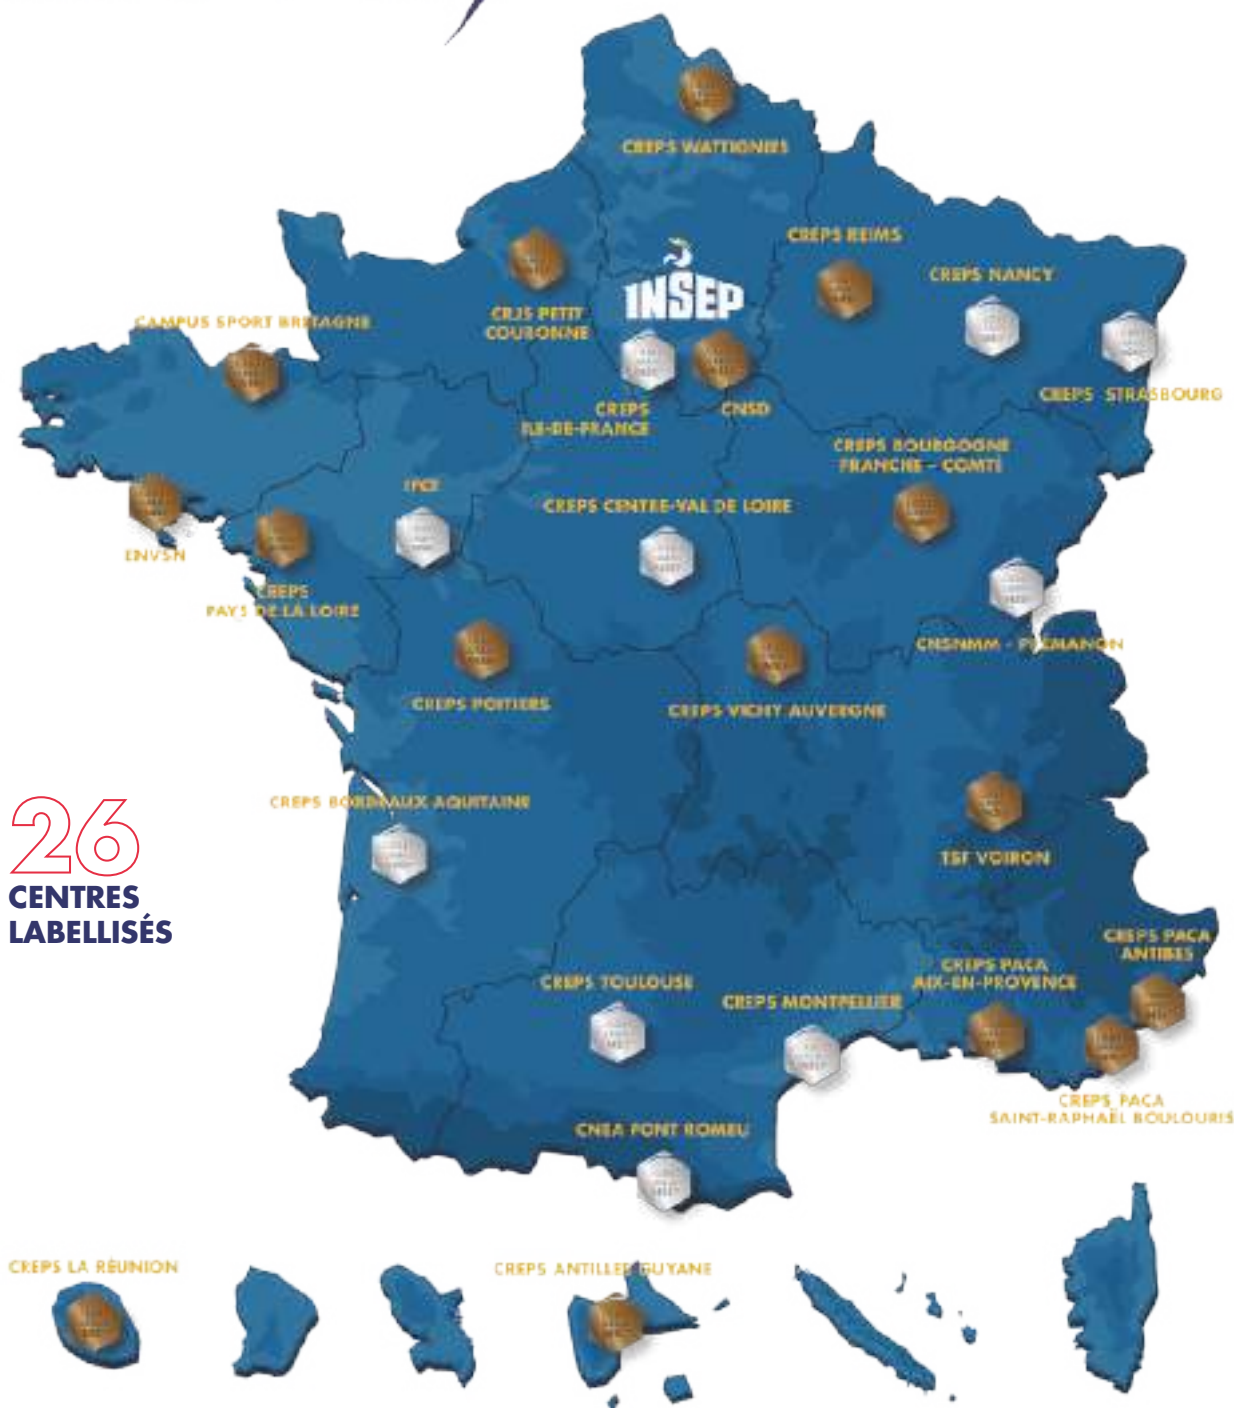 CREPS WATTIGNIES
CREPS REIMS
CREPS NANCY
INSEP
CRJS PETIT
COURONNE
CAMPUS SPORT BRETAGNE
CREPS STRASBOURG
CREPS
ILE-DE-FRANCE
CNSD
CREPS BOURGOGNE
FRANCHE - COMTÉ
IFCE
CREPS CENTRE-VAL DE LOIRE
ENVSN
CREPS
PAYS DE LA LOIRE
CNSNMM - PRÉMANON
CREPS POITIERS
CREPS VICHY AUVERGNE
CREPS BORDEAUX AQUITAINE
26
CENTRES
LABELLISÉS
TSF VOIRON
CREPS PACA
ANTIBES
CREPS PACA
AIX-EN-PROVENCE
CREPS TOULOUSE
CREPS MONTPELLIER
CREPS PACA
SAINT-RAPHAËL BOULOURIS
CNEA FONT ROMEU
CREPS LA RÉUNION
CREPS ANTILLES GUYANE